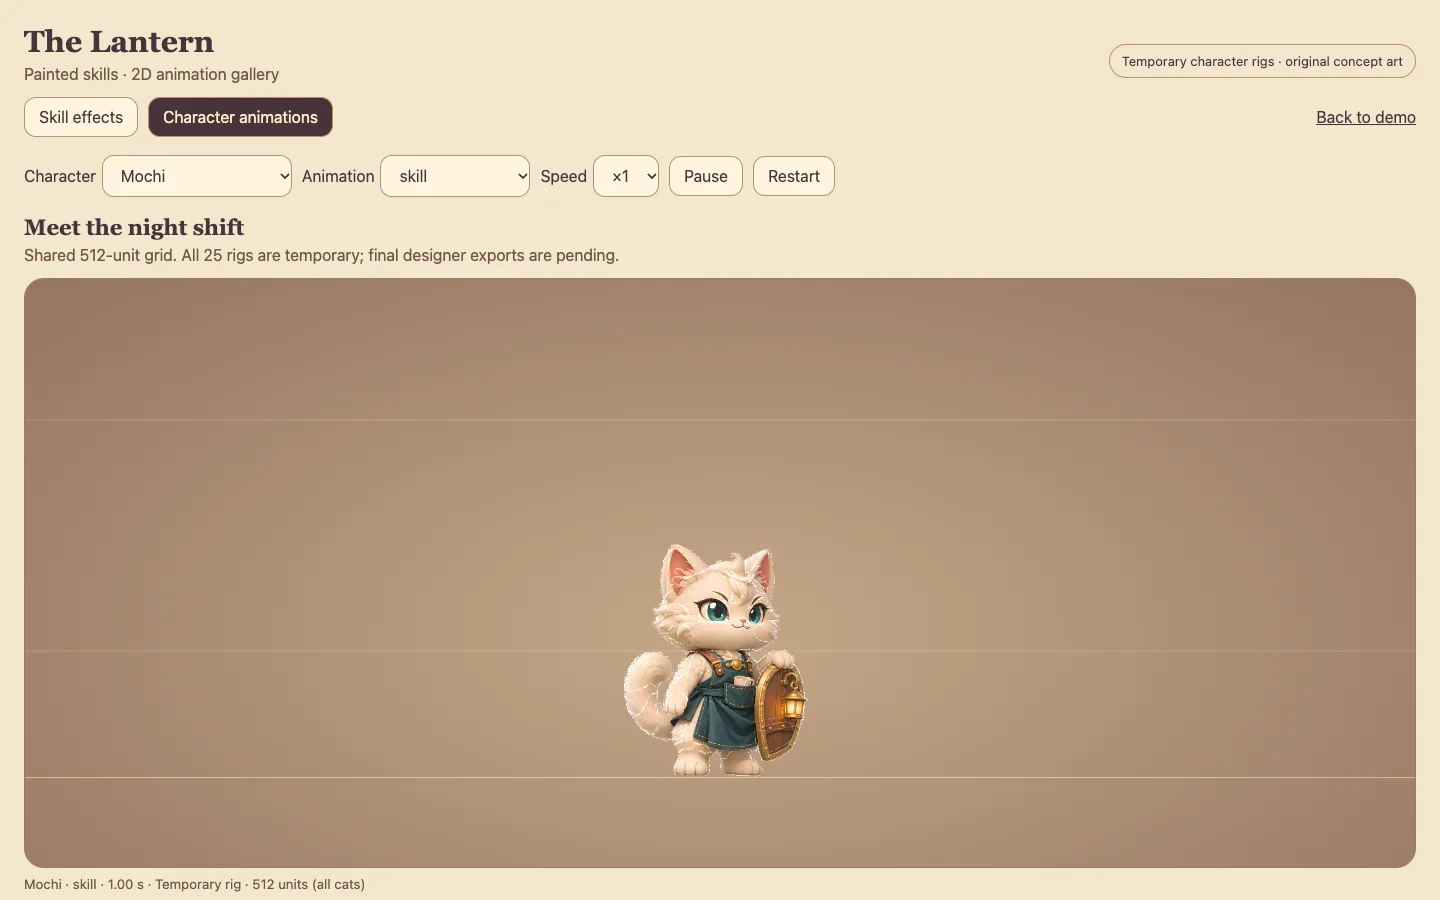 The Lantern
Painted skills · 2D animation gallery
Temporary character rigs · original concept art
Skill effects
Character animations
Back to demo
Character
Mochi
Animation
skill
Speed
×1
Pause
Restart
Meet the night shift
Shared 512-unit grid. All 25 rigs are temporary; final designer exports are pending.
Mochi · skill · 1.00 s · Temporary rig · 512 units (all cats)